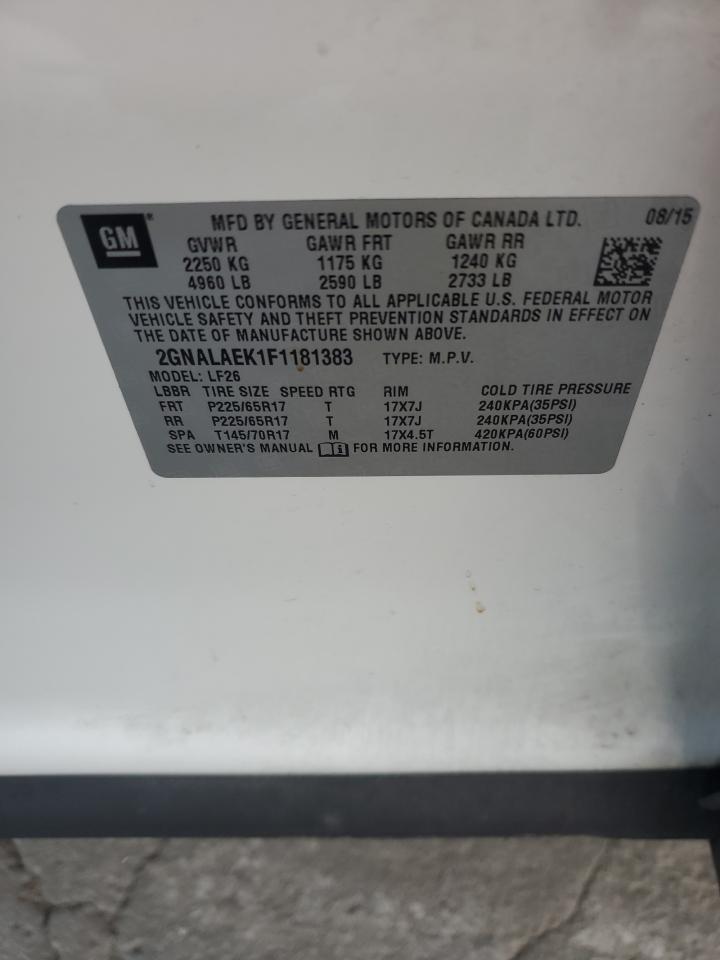 GM® MFD BY GENERAL MOTORS OF CANADA LTD. 08/15
GVWR GAWR FRT GAWR RR
2250 KG 1175 KG 1240 KG
4960 LB 2590 LB 2733 LB
THIS VEHICLE CONFORMS TO ALL APPLICABLE U.S. FEDERAL MOTOR
VEHICLE SAFETY AND THEFT PREVENTION STANDARDS IN EFFECT ON
THE DATE OF MANUFACTURE SHOWN ABOVE.
2GNALAEK1F1181383 TYPE: M.P.V.
MODEL: LF26
LBBR TIRE SIZE SPEED RTG RIM COLD TIRE PRESSURE
FRT P225/65R17 T 17X7J 240KPA(35PSI)
RR P225/65R17 T 17X7J 240KPA(35PSI)
SPA T145/70R17 M 17X4.5T 420KPA(60PSI)
SEE OWNER'S MANUAL i FOR MORE INFORMATION.